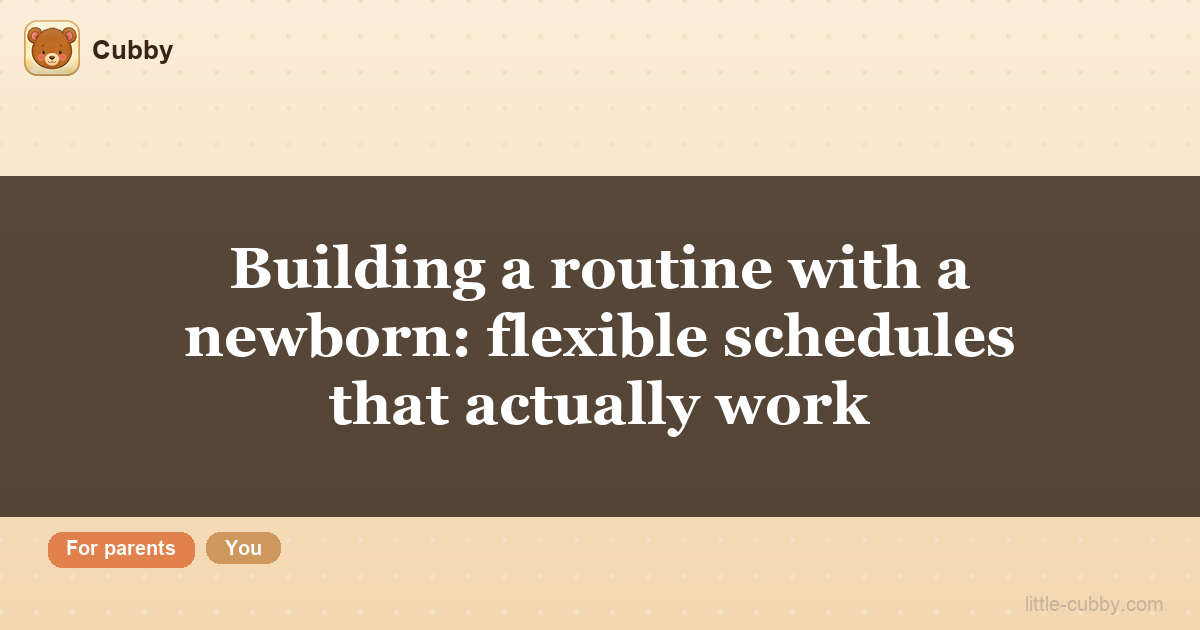 Cubby
Building a routine with a
newborn: flexible schedules
that actually work
For parents
You
little-cubby.com